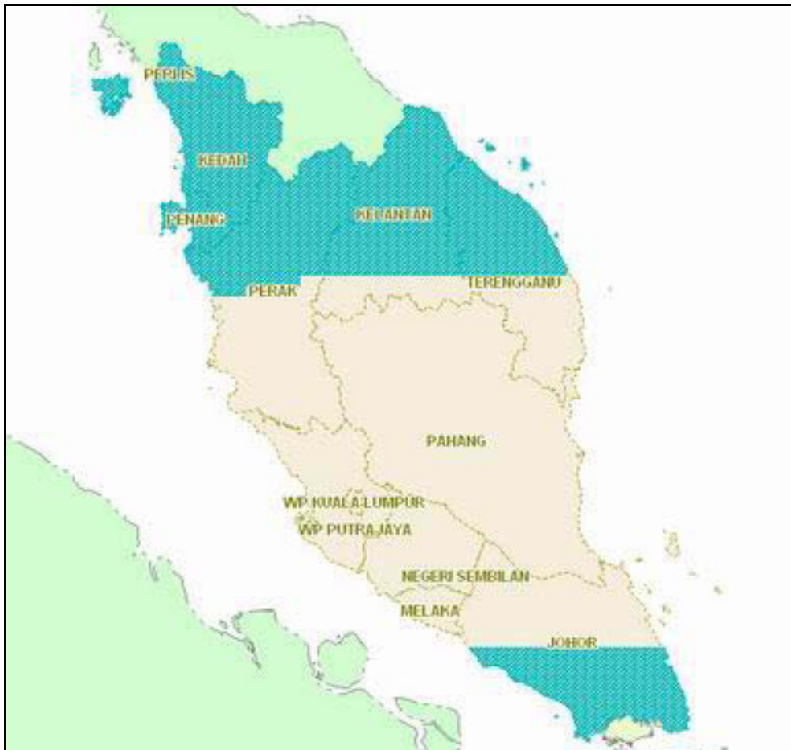 PERLIS
KEDAH
PENANG
KELANTAN
TERENGGANU
PERAK
PAHANG
WP KUALA LUMPUR
WP PUTRAJAYA
NEGERI SEMBILAN
MELAKA
JOHOR